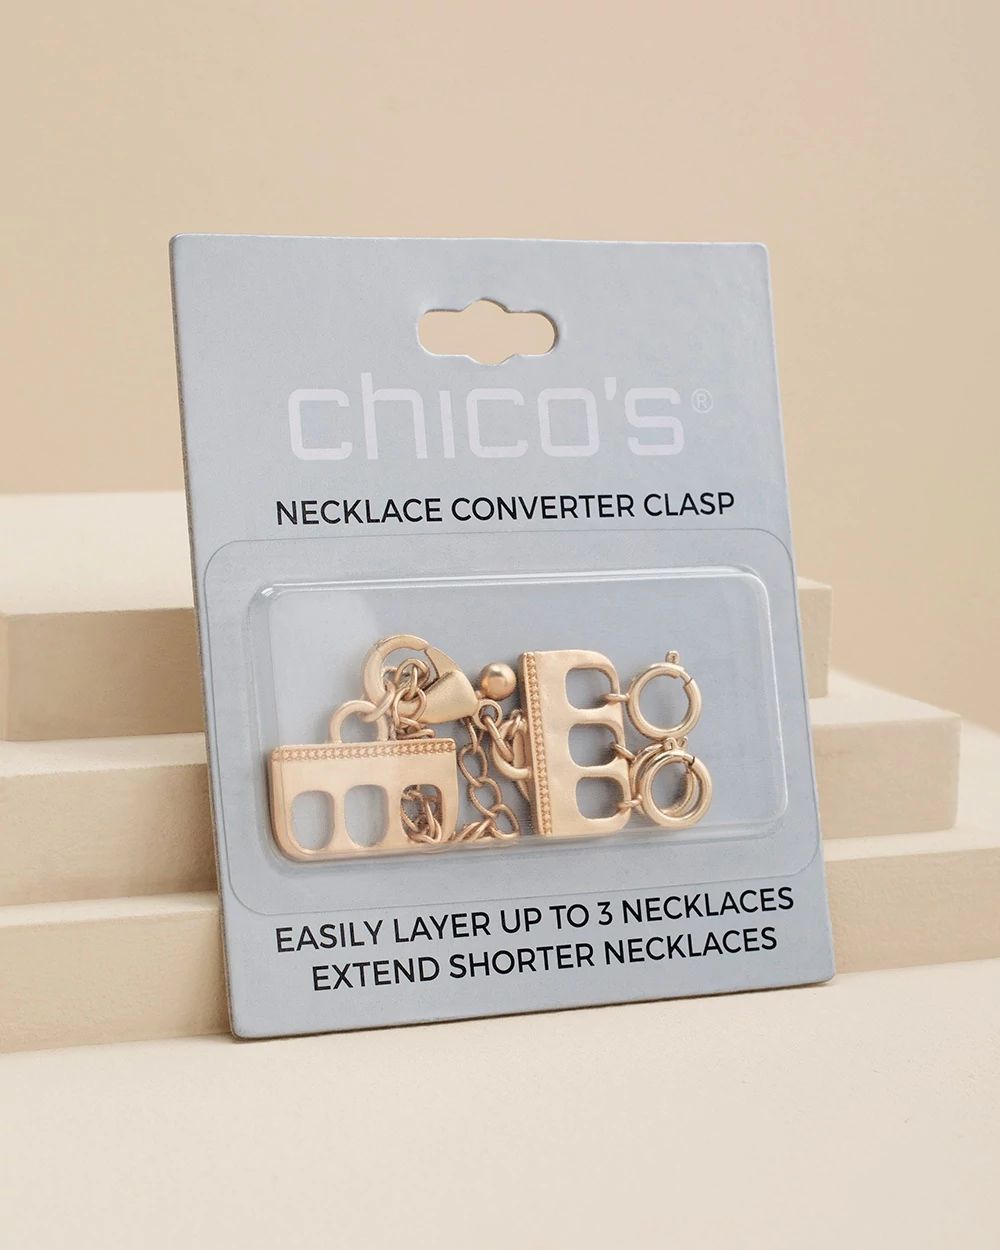 chico's®
NECKLACE CONVERTER CLASP
EASILY LAYER UP TO 3 NECKLACES
EXTEND SHORTER NECKLACES